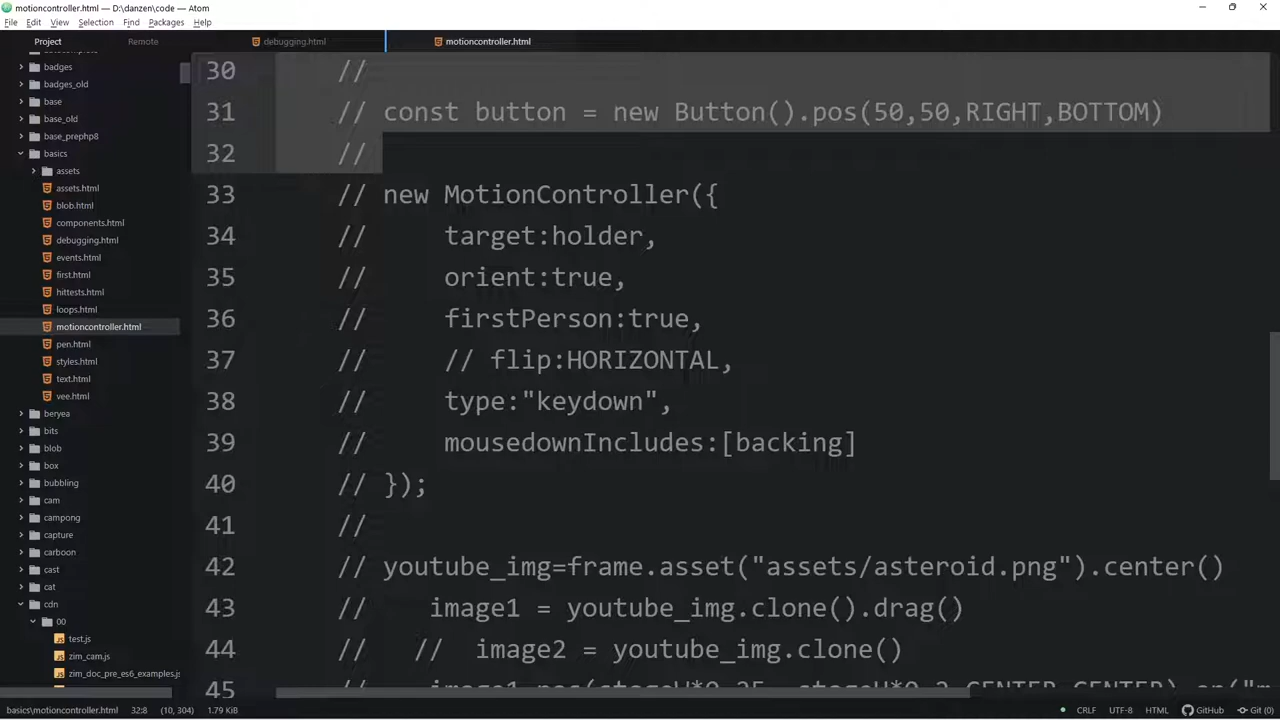 motioncontroller.html — D:\danzen\code — Atom
File Edit View Selection Find Packages Help
Project Remote debugging.html motioncontroller.html
badges
badges_old
base
base_old
base_prephp8
basics
assets
assets.html
blob.html
components.html
debugging.html
events.html
first.html
hittests.html
loops.html
motioncontroller.html
pen.html
styles.html
text.html
vee.html
beryea
bits
blob
box
bubbling
cam
campong
capture
carboon
cast
cat
cdn
00
test.js
zim_cam.js
zim_doc_pre_es6_examples.js
30 //
31 // const button = new Button().pos(50,50,RIGHT,BOTTOM)
32 //
33 // new MotionController({
34 // target:holder,
35 // orient:true,
36 // firstPerson:true,
37 // // flip:HORIZONTAL,
38 // type:"keydown",
39 // mousedownIncludes:[backing]
40 // });
41 //
42 // youtube_img=frame.asset("assets/asteroid.png").center()
43 // image1 = youtube_img.clone().drag()
44 // // image2 = youtube_img.clone()
45
basics\motioncontroller.html 32:8 (10, 304) 1.79 KiB CRLF UTF-8 HTML GitHub Git (0)